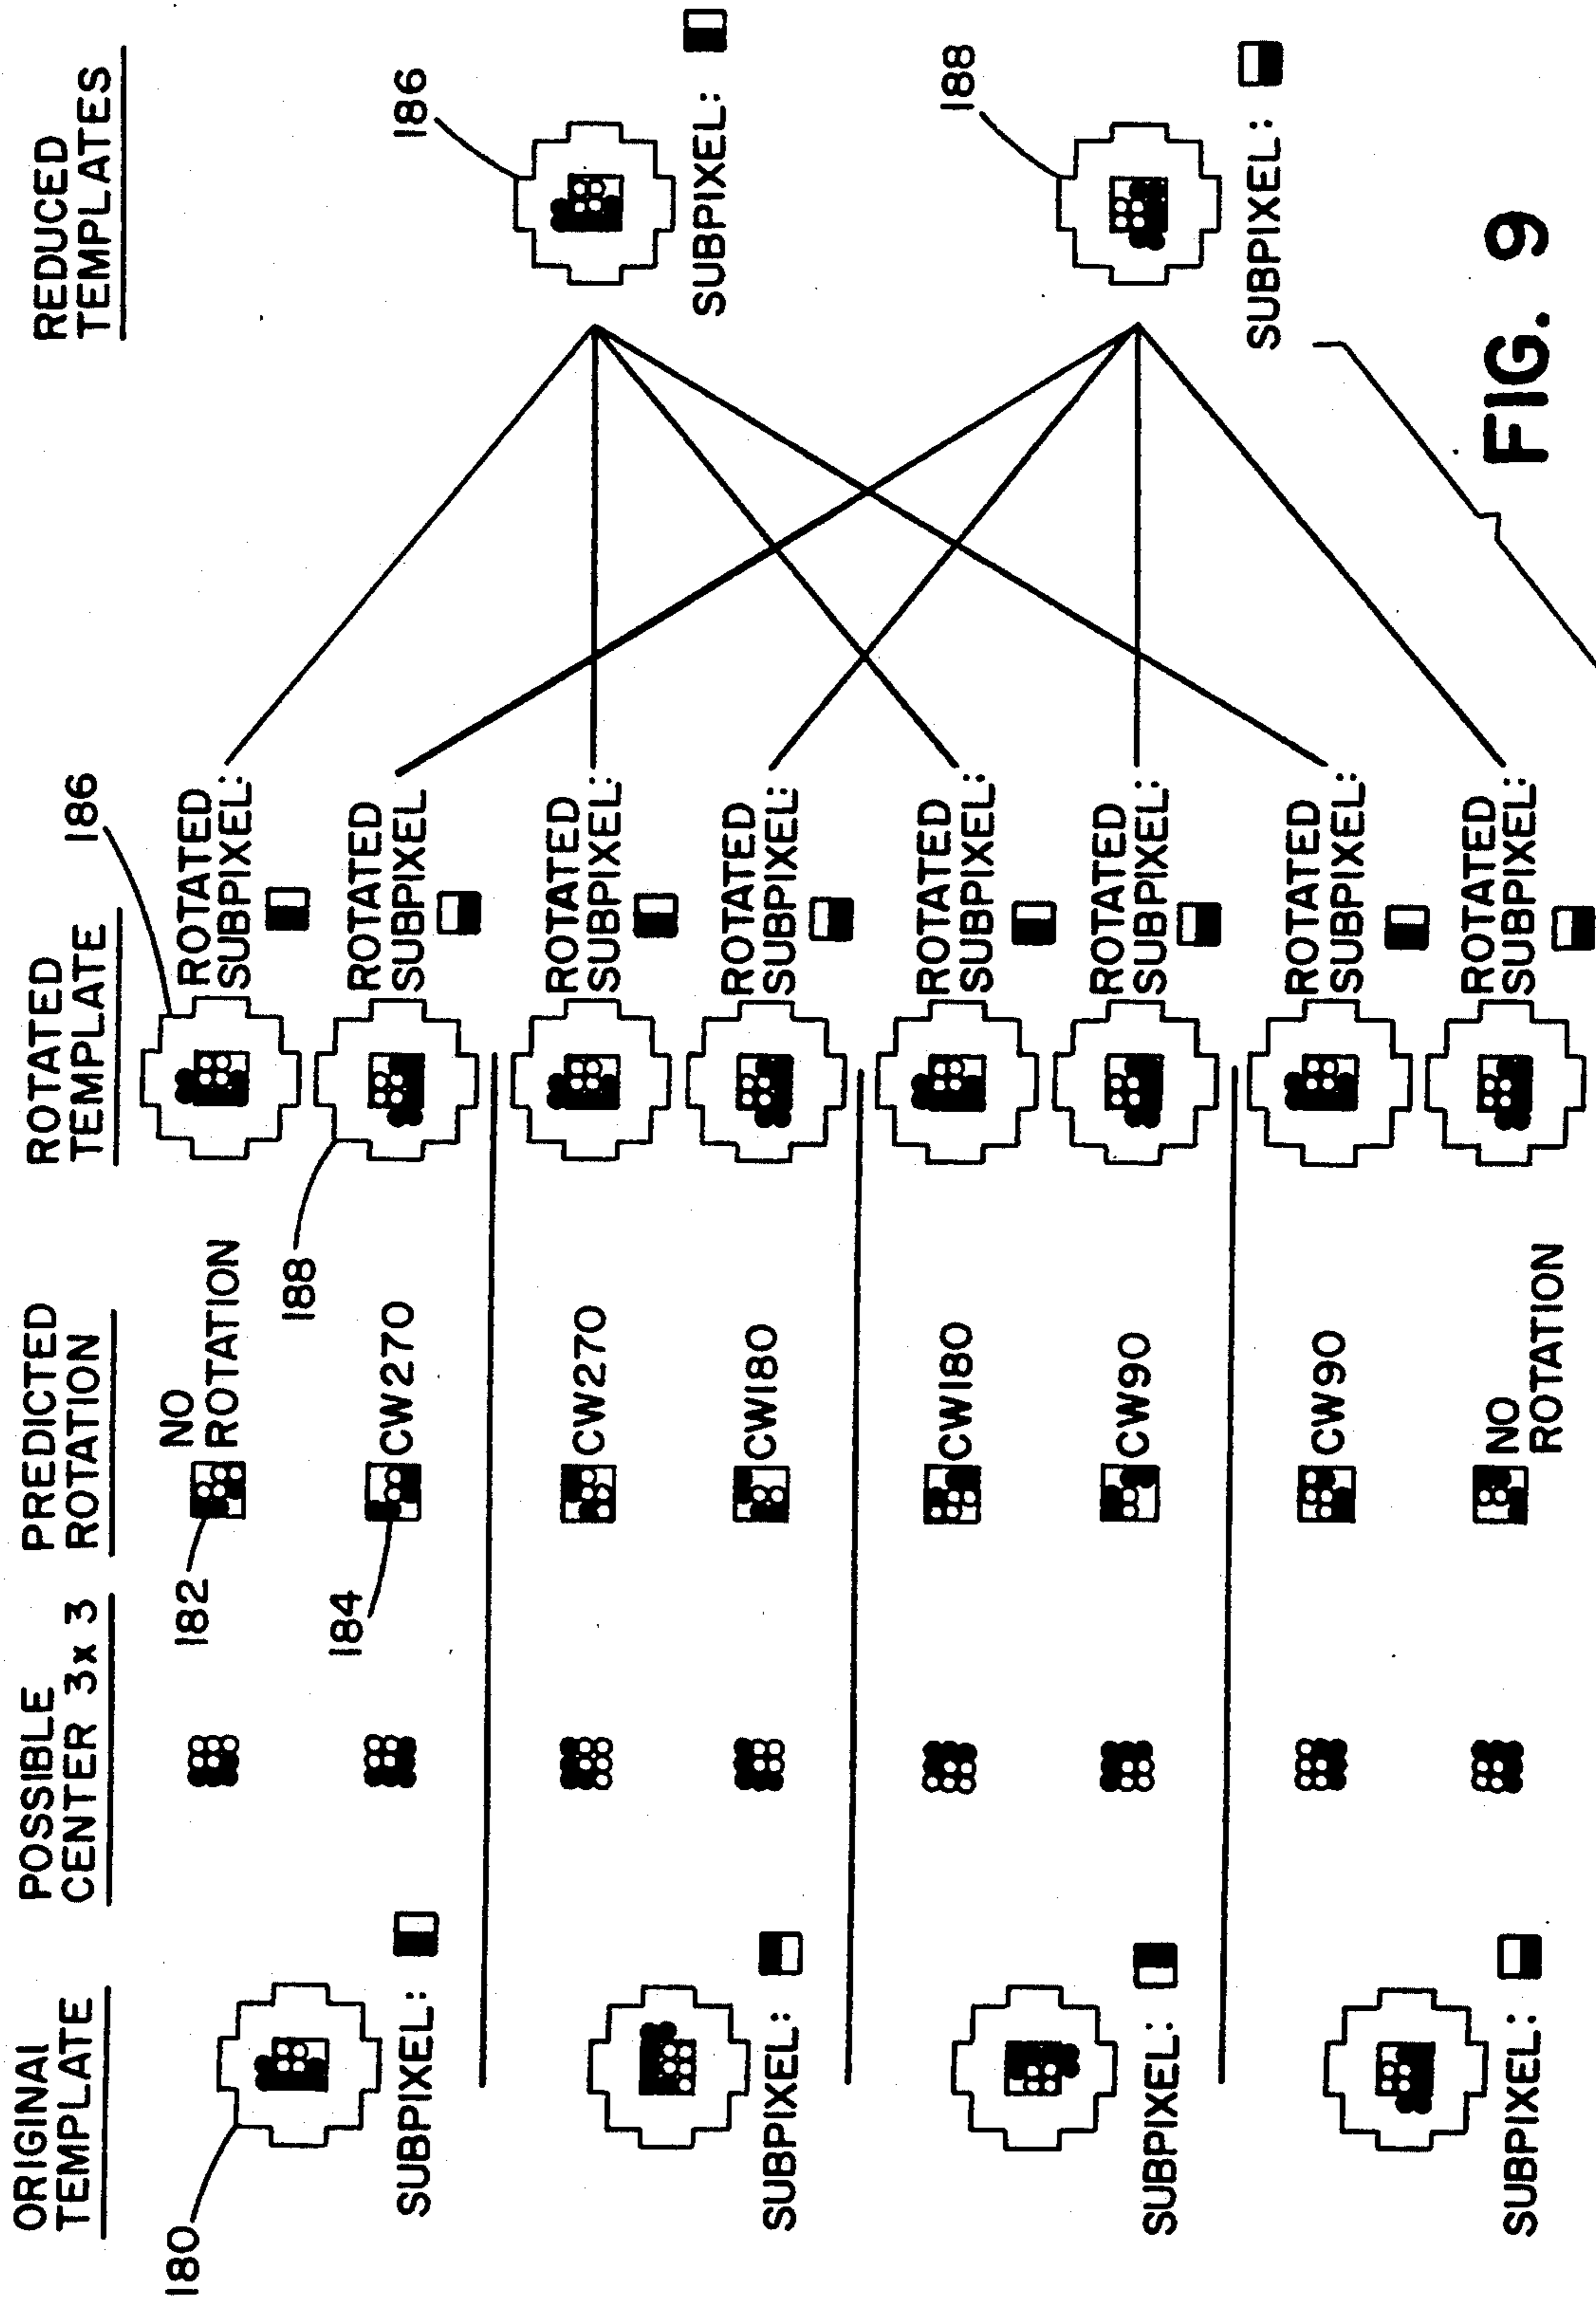 ORIGINAL
TEMPLATE
POSSIBLE
CENTER 3x 3
PREDICTED
ROTATION
ROTATED
TEMPLATE
REDUCED
TEMPLATES
180
SUBPIXEL:
182
NO
ROTATION
186
ROTATED
SUBPIXEL:
184
CW270
188
ROTATED
SUBPIXEL
186
SUBPIXEL:
SUBPIXEL:
CW270
ROTATED
SUBPIXEL:
CW180
ROTATED
SUBPIXEL:
SUBPIXEL:
CW180
ROTATED
SUBPIXEL:
CW90
ROTATED
SUBPIXEL:
188
SUBPIXEL:
SUBPIXEL:
CW90
ROTATED
SUBPIXEL:
NO
ROTATION
ROTATED
SUBPIXEL:
FIG. 9